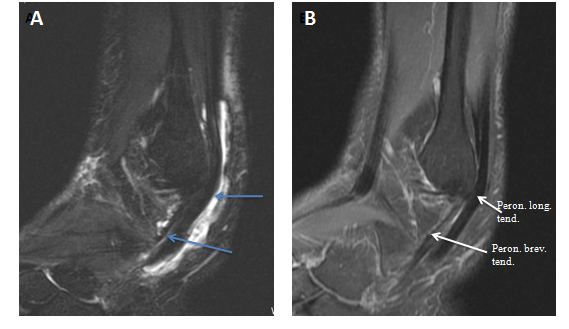 A
B
Peron. long.
tend.
Peron. brev.
tend.